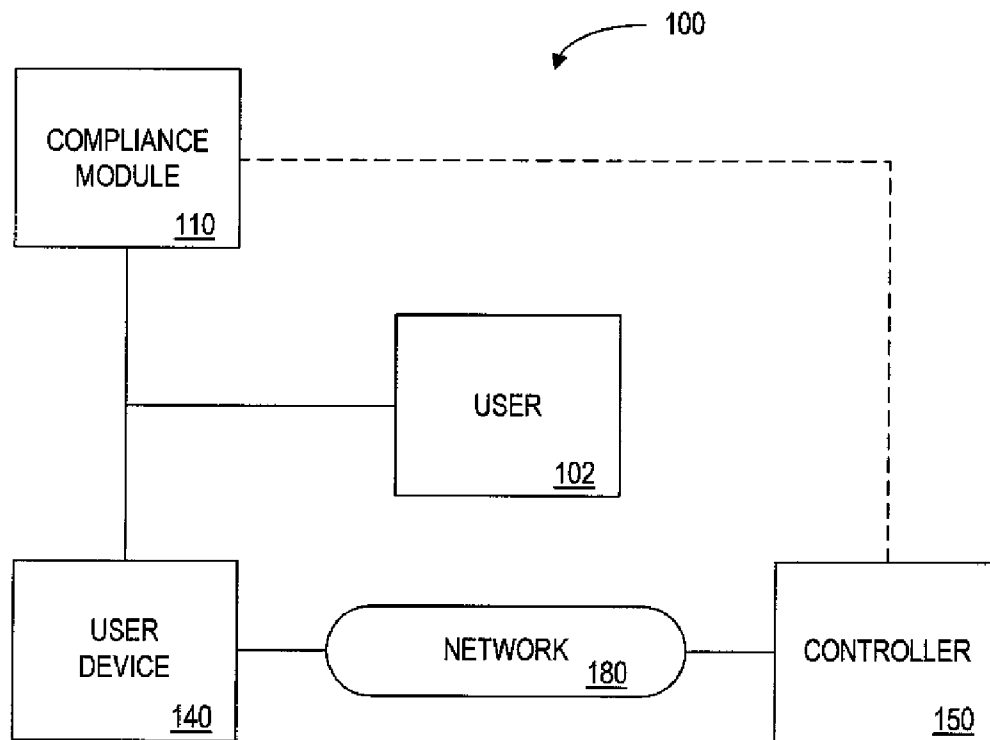 100
COMPLIANCE
MODULE
110
USER
102
USER
DEVICE
140
NETWORK
180
CONTROLLER
150